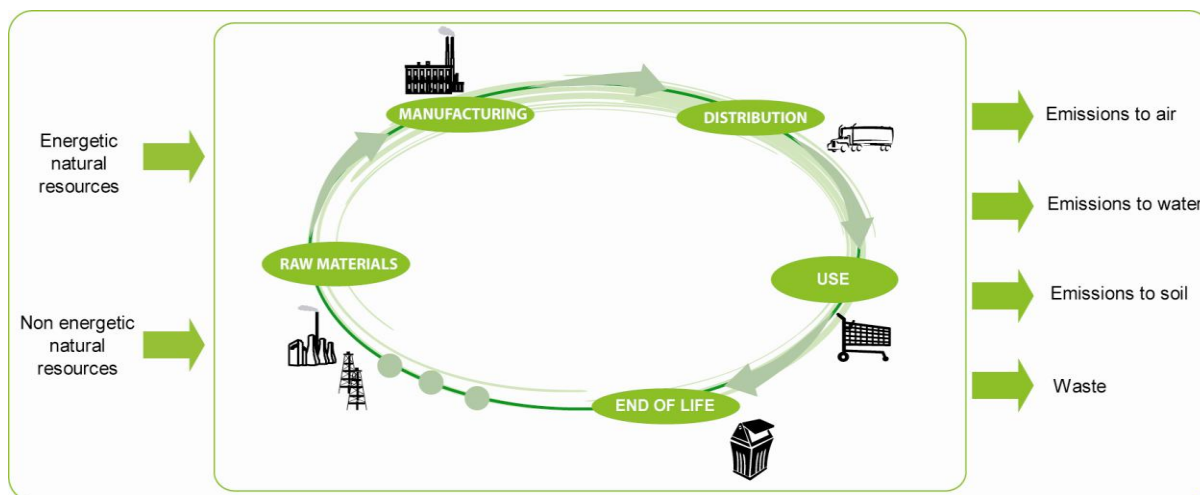 Energetic
natural
resources
Non energetic
natural
resources
MANUFACTURING
DISTRIBUTION
RAW MATERIALS
USE
END OF LIFE
Emissions to air
Emissions to water
Emissions to soil
Waste